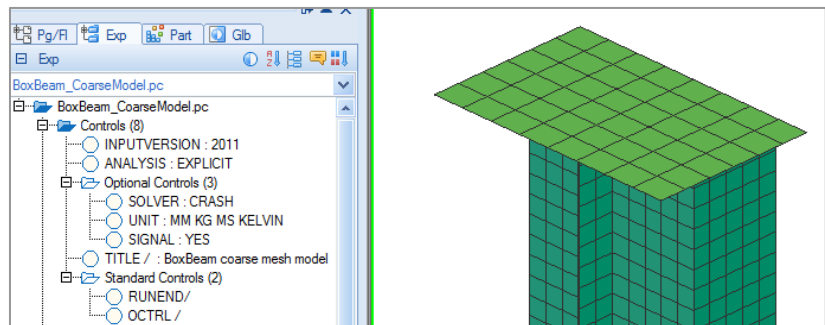 Pg/Fl Exp Part Glb
Exp
BoxBeam_CoarseModel.pc
BoxBeam_CoarseModel.pc
Controls (8)
INPUTVERSION : 2011
ANALYSIS : EXPLICIT
Optional Controls (3)
SOLVER : CRASH
UNIT : MM KG MS KELVIN
SIGNAL : YES
TITLE / : BoxBeam coarse mesh model
Standard Controls (2)
RUNEND/
OCTRL /